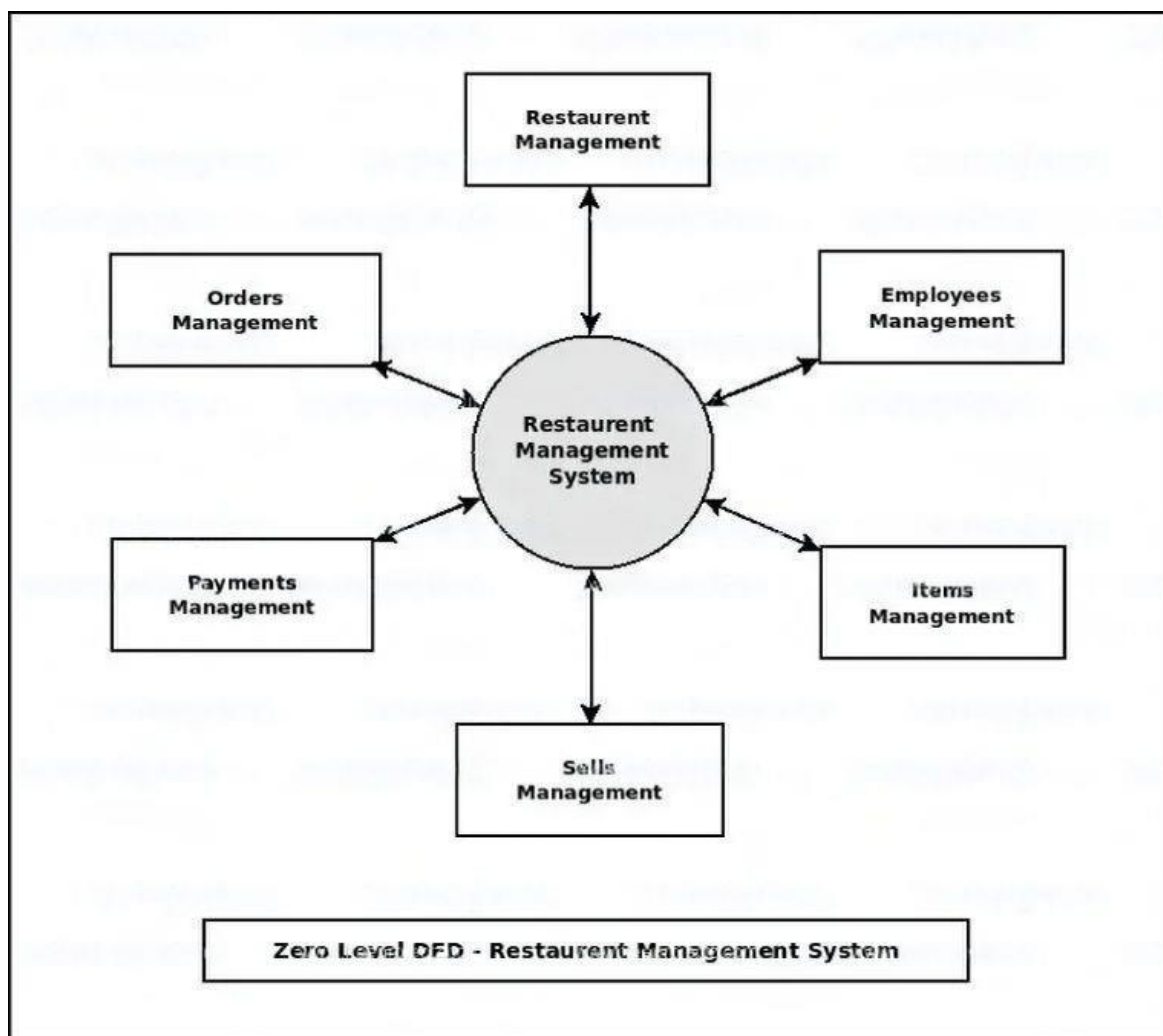 Restaurent
Management
Orders
Management
Employees
Management
Restaurent
Management
System
Payments
Management
Items
Management
Sells
Management
Zero Level DFD - Restaurent Management System